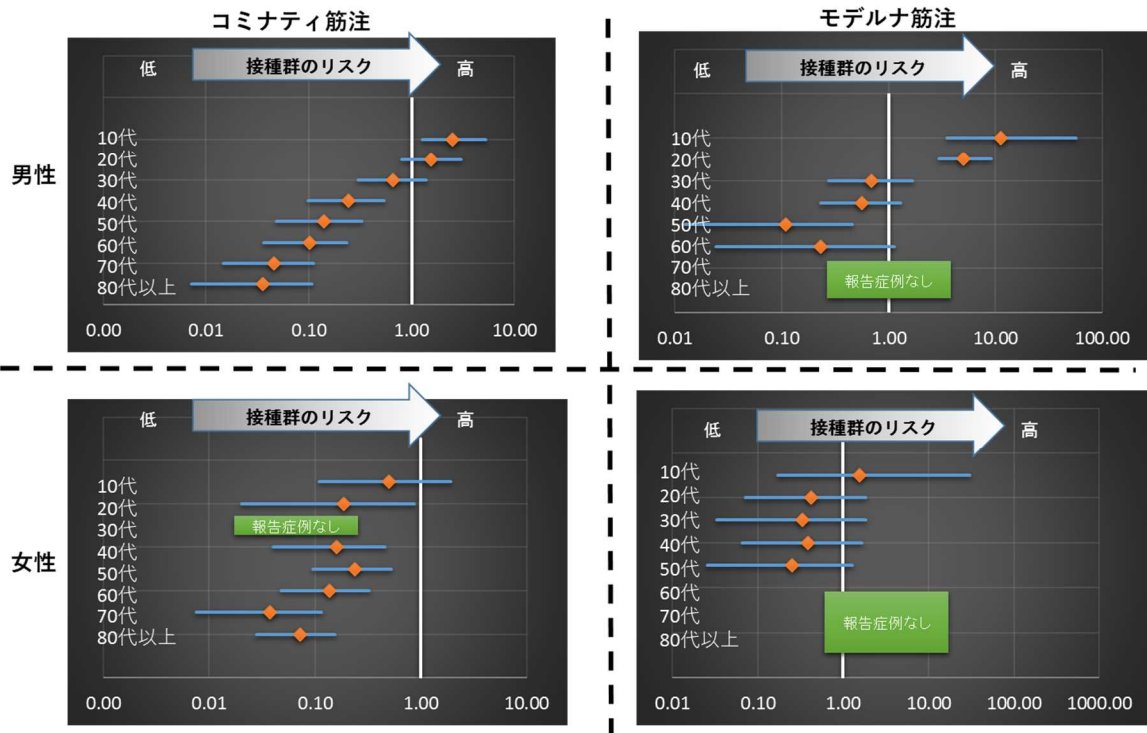 コミナティ筋注
モデルナ筋注
男性
低
接種群のリスク
高
10代
20代
30代
40代
50代
60代
70代
80代以上
0.00
0.01
0.10
1.00
10.00
低
接種群のリスク
高
10代
20代
30代
40代
50代
60代
70代
80代以上
報告症例なし
0.01
0.10
1.00
10.00
100.00
女性
低
接種群のリスク
高
10代
20代
30代
報告症例なし
40代
50代
60代
70代
80代以上
0.00
0.01
0.10
1.00
10.00
低
接種群のリスク
高
10代
20代
30代
40代
50代
60代
70代
80代以上
報告症例なし
0.01
0.10
1.00
10.00
100.00
1000.00